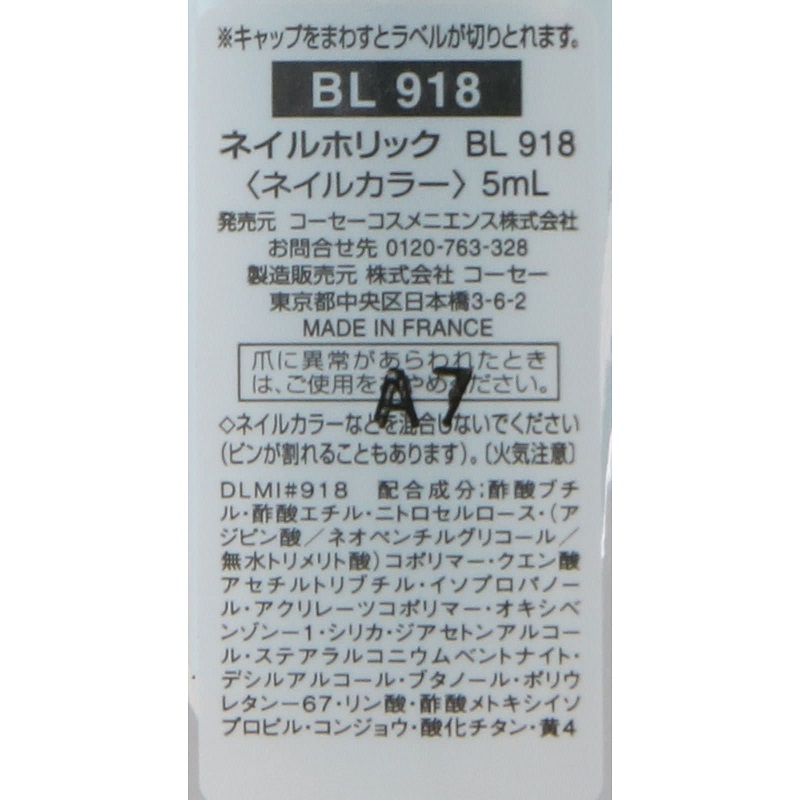 ※キャップをまわすとラベルが切りとれます。
BL 918
ネイルホリック BL 918
〈ネイルカラー〉5mL
発売元 コーセーコスメニエンス株式会社
お問合せ先 0120-763-328
製造販売元 株式会社 コーセー
東京都中央区日本橋3-6-2
MADE IN FRANCE
爪に異常があらわれたとき
は、ご使用をおやめください。
A7
◇ネイルカラーなどを混合しないでください
(ビンが割れることもあります)。〔火気注意〕
DLMI#918 配合成分:酢酸ブチ
ル・酢酸エチル・ニトロセルロース・(ア
ジピン酸/ネオペンチルグリコール/
無水トリメリト酸)コポリマー・クエン酸
アセチルトリブチル・イソプロパノー
ル・アクリレーツコポリマー・オキシベ
ンゾン-1・シリカ・ジアセトンアルコー
ル・ステアラルコニウムベントナイト・
デシルアルコール・ブタノール・ポリウ
レタン-67・リン酸・酢酸メトキシイソ
プロピル・コンジョウ・酸化チタン・黄4